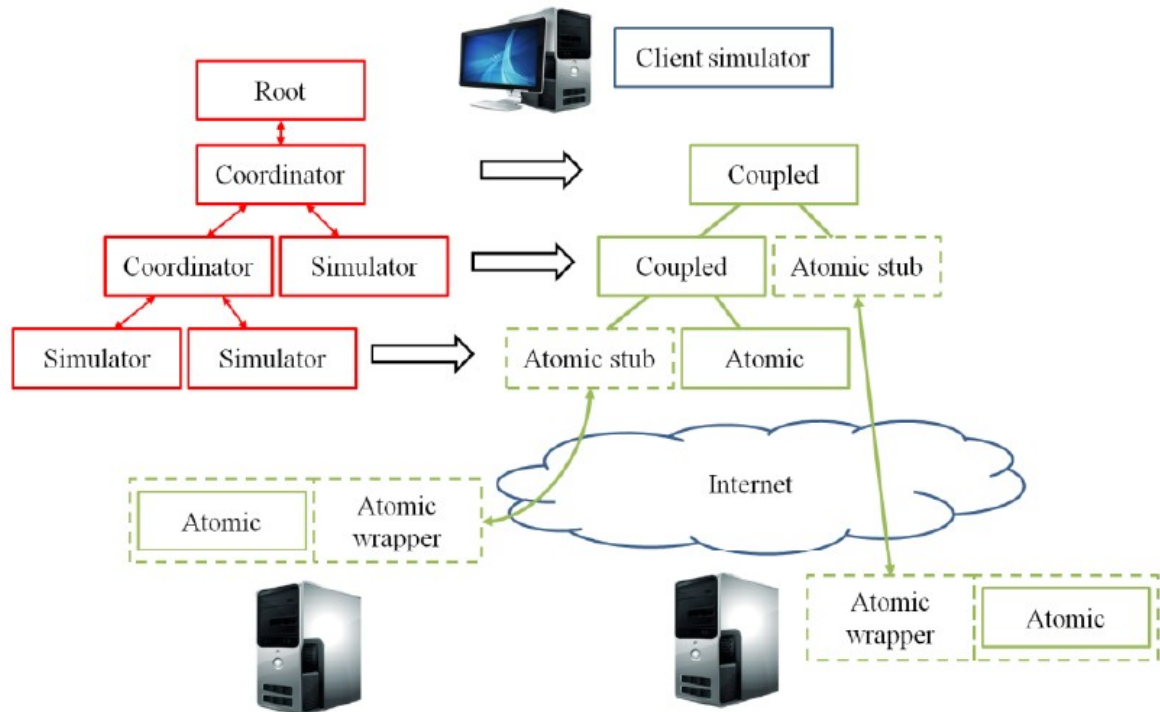 Client simulator
Root
Coordinator
Coupled
Coordinator
Simulator
Coupled
Atomic stub
Simulator
Simulator
Atomic stub
Atomic
Internet
Atomic
Atomic
wrapper
Atomic
wrapper
Atomic